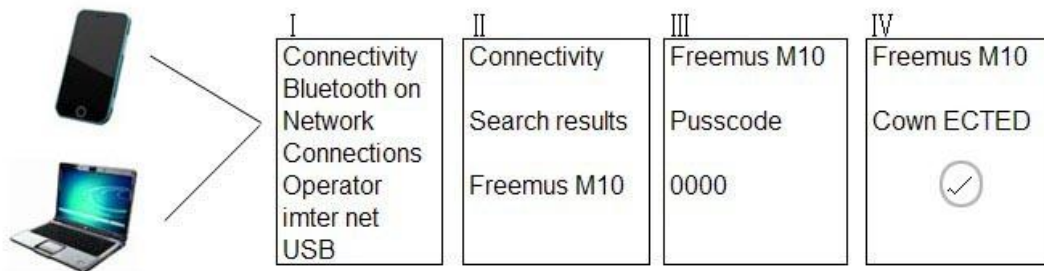 I
Connectivity
Bluetooth on
Network
Connections
Operator
imter net
USB
II
Connectivity
Search results
Freemus M10
III
Freemus M10
Pusscode
0000
IV
Freemus M10
Cown ECTED